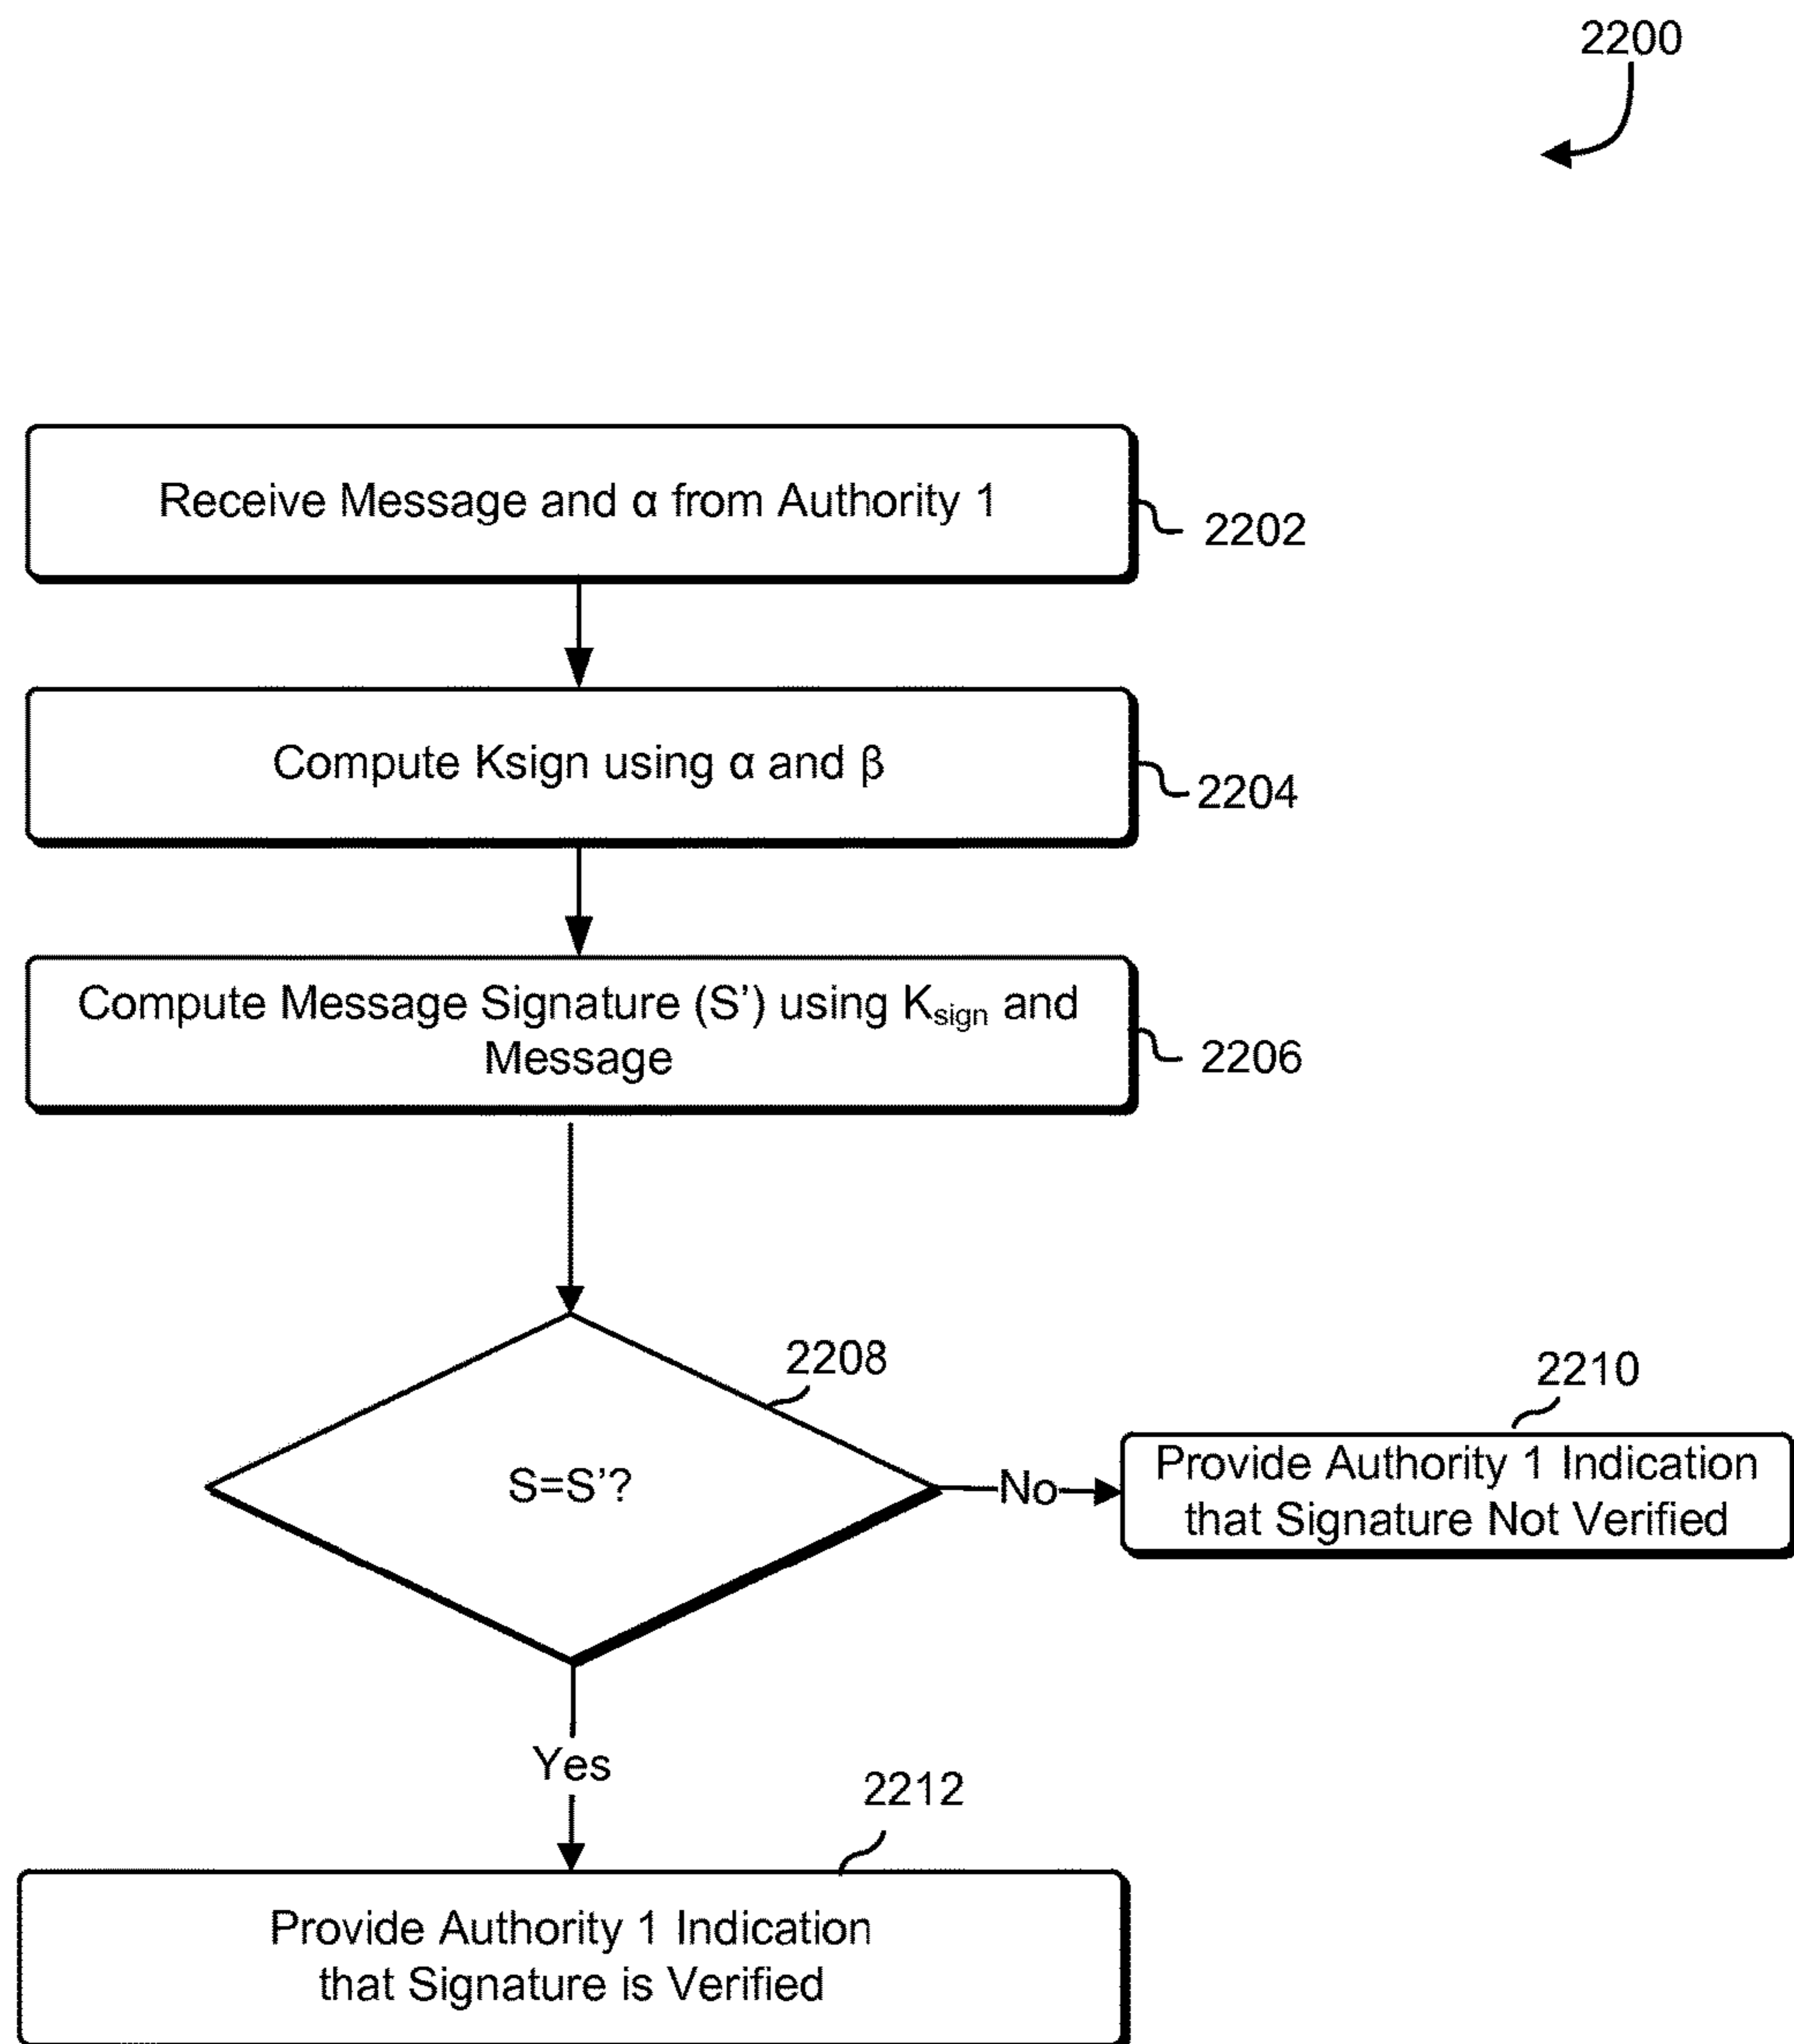 2200
Receive Message and α from Authority 1
2202
Compute Ksign using α and β
2204
Compute Message Signature (S’) using Ksign and
Message
2206
2208
S=S’?
No
2210
Provide Authority 1 Indication
that Signature Not Verified
Yes
2212
Provide Authority 1 Indication
that Signature is Verified